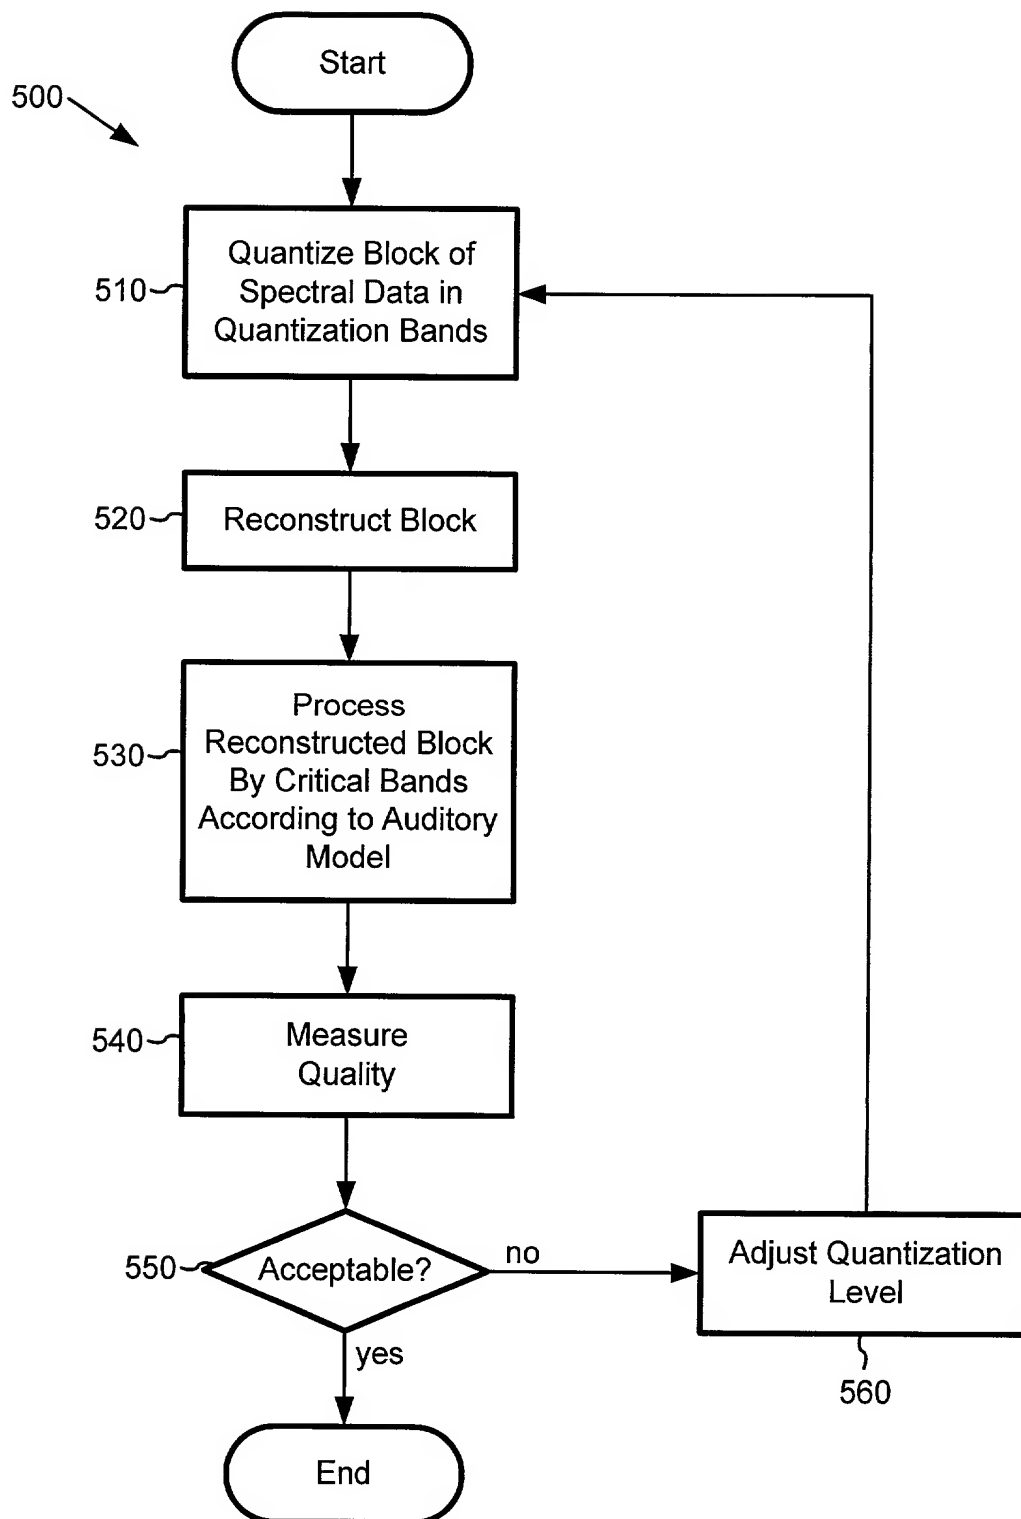 Start
500
510
Quantize Block of
Spectral Data in
Quantization Bands
520
Reconstruct Block
530
Process
Reconstructed Block
By Critical Bands
According to Auditory
Model
540
Measure
Quality
550
Acceptable?
no
Adjust Quantization
Level
560
yes
End